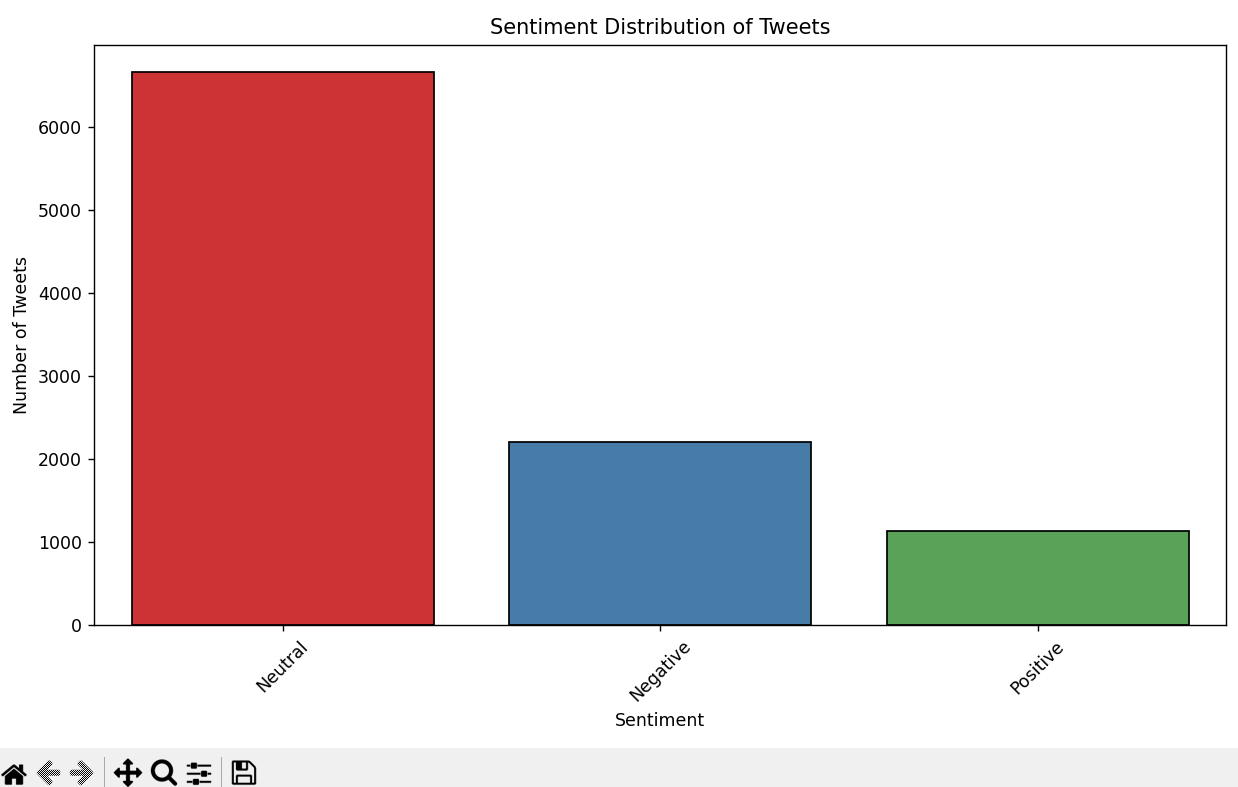 Sentiment Distribution of Tweets
Number of Tweets
6000
5000
4000
3000
2000
1000
0
Neutral
Negative
Positive
Sentiment